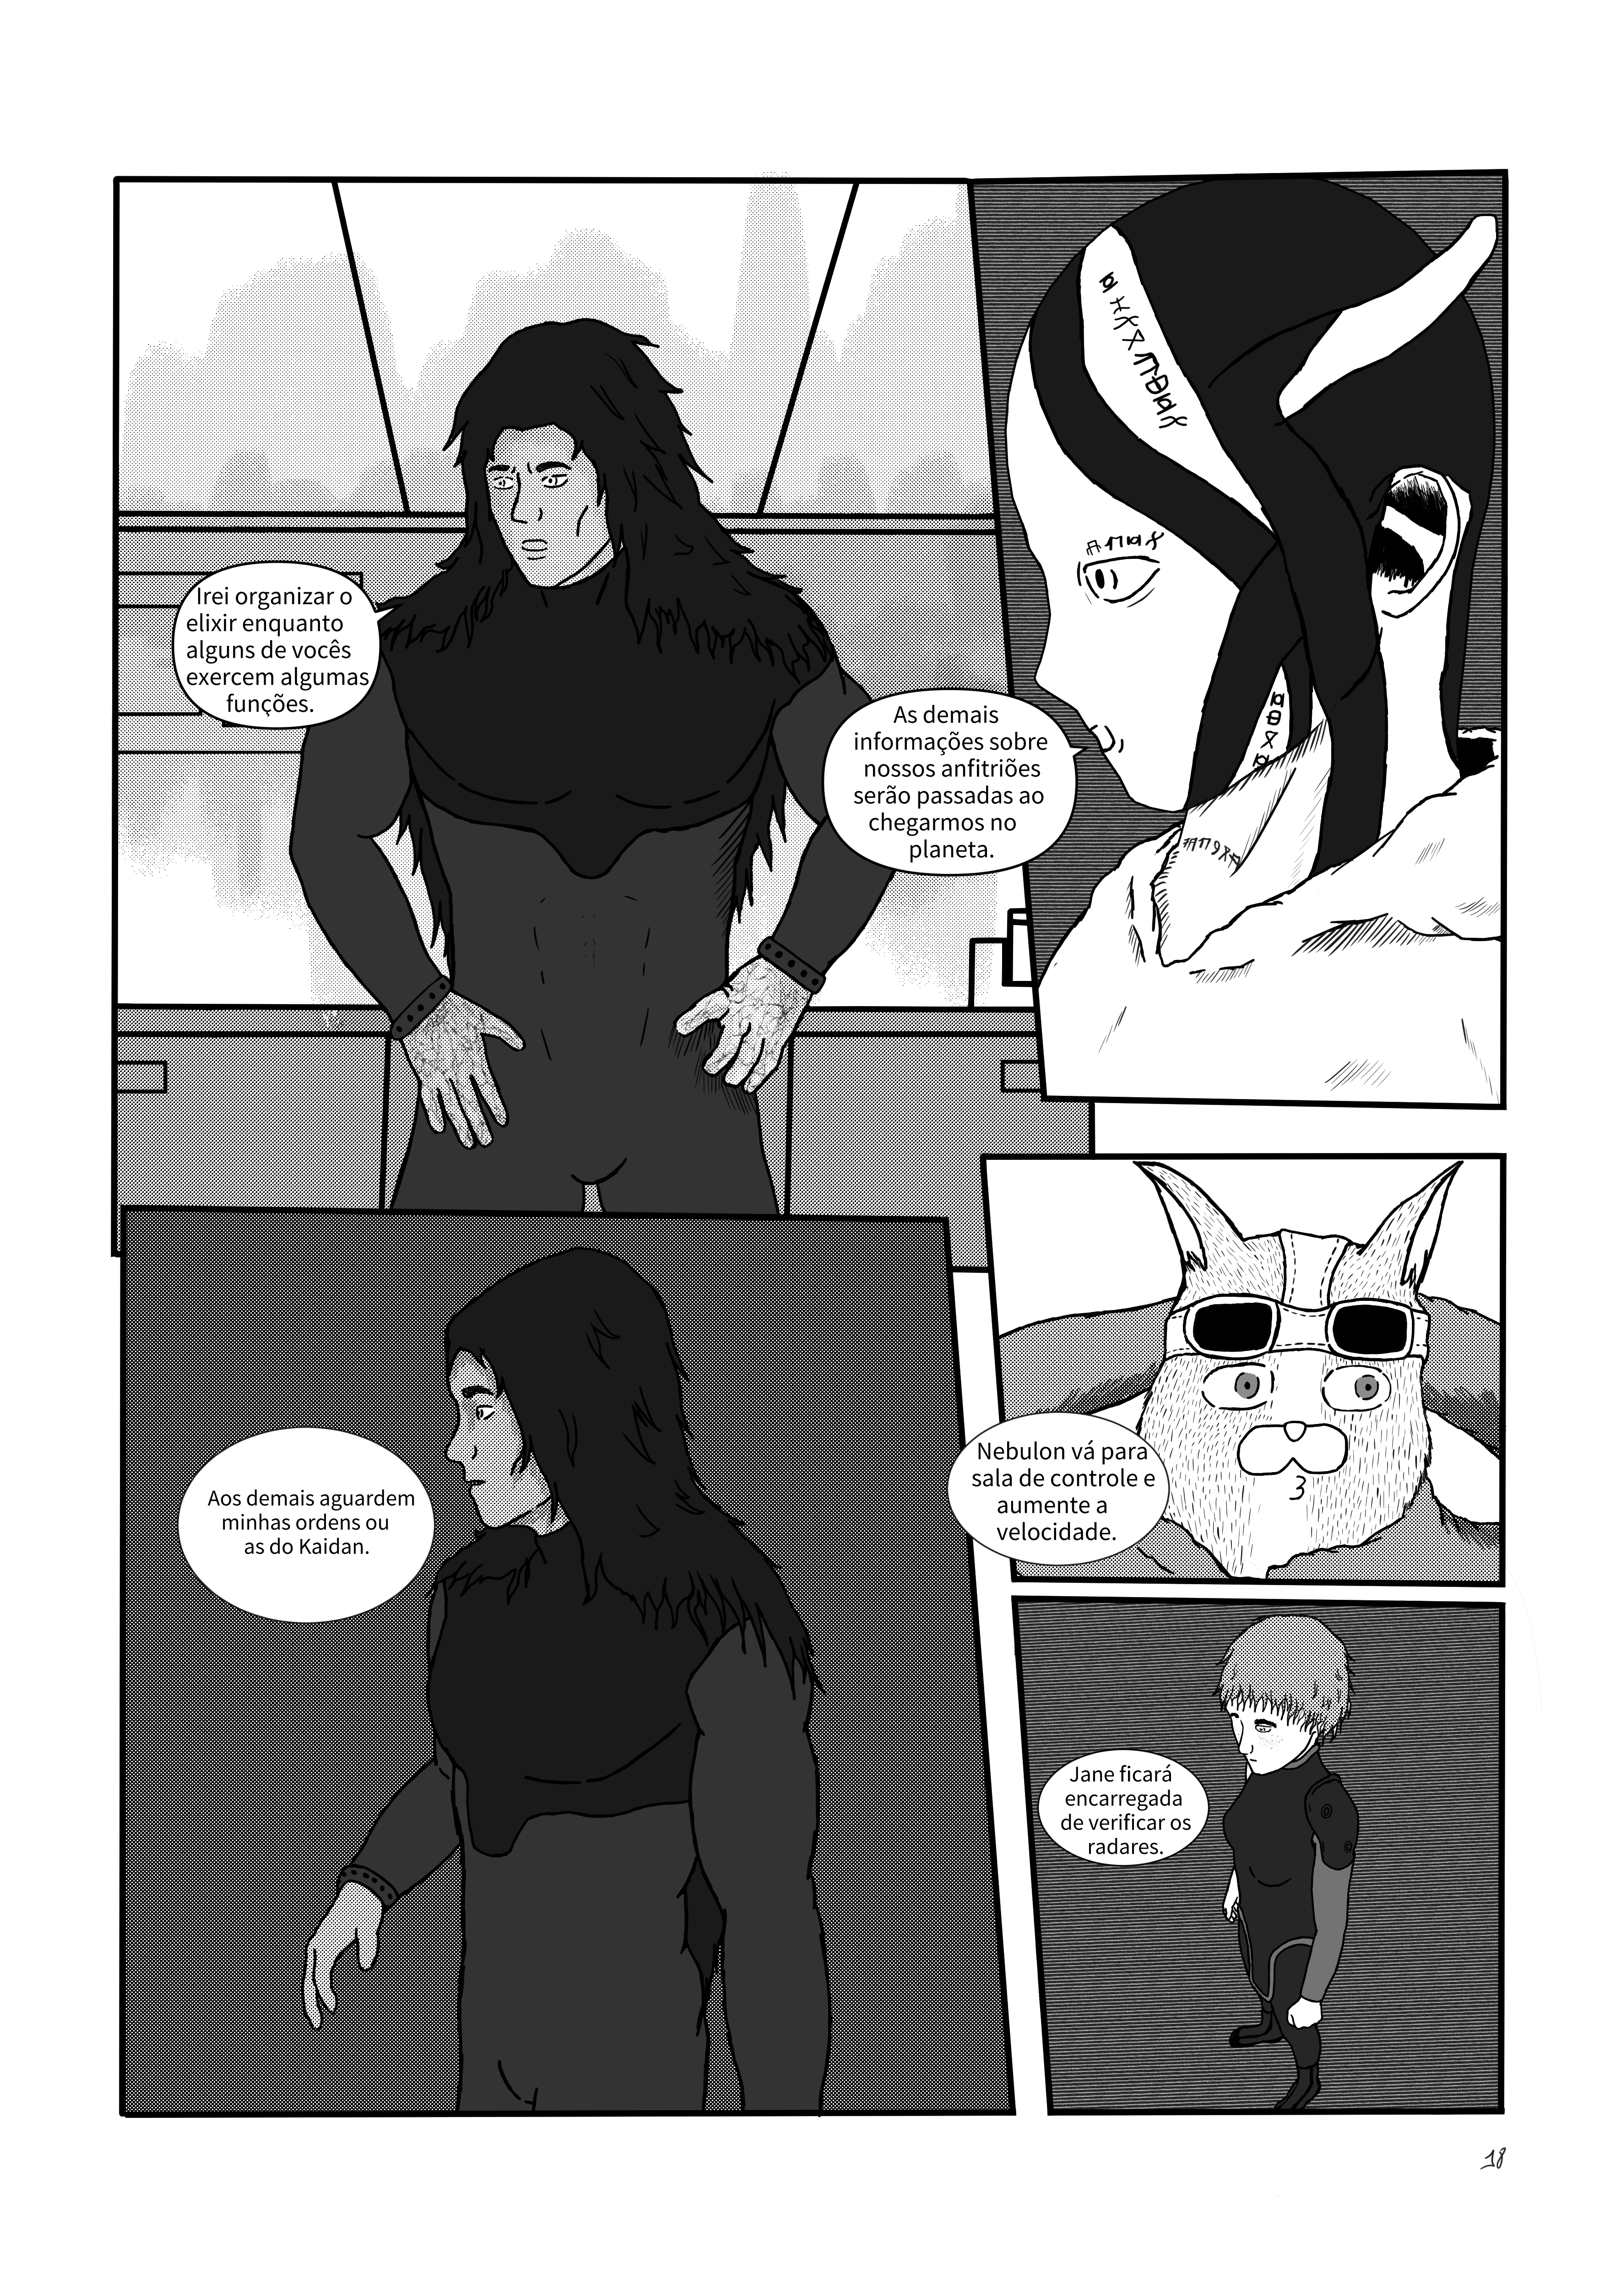 Irei organizar o
elixir enquanto
alguns de vocês
exercem algumas
funções.
As demais
informações sobre
nossos anfitriões
serão passadas ao
chegarmos no
planeta.
Nebulon vá para
sala de controle e
aumente a
velocidade.
Aos demais aguardem
minhas ordens ou
as do Kaidan.
Jane ficará
encarregada
de verificar os
radares.
18